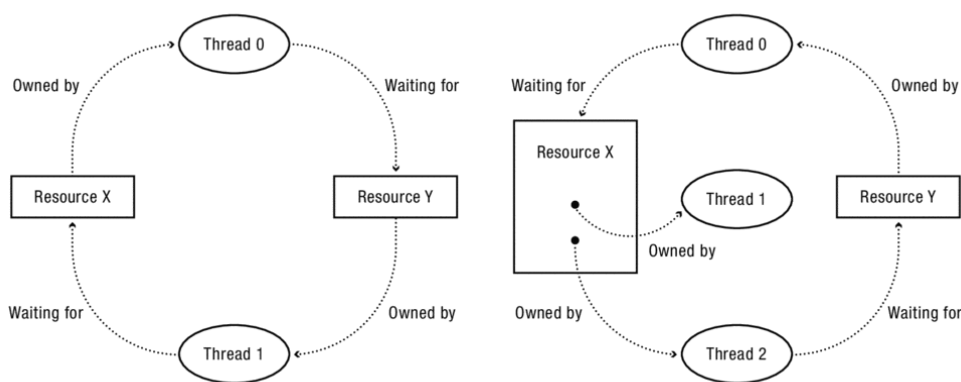 Thread 0
Owned by
Waiting for
Resource X
Resource Y
Waiting for
Owned by
Thread 1
Thread 0
Waiting for
Owned by
Resource X
Thread 1
Resource Y
Owned by
Owned by
Waiting for
Thread 2